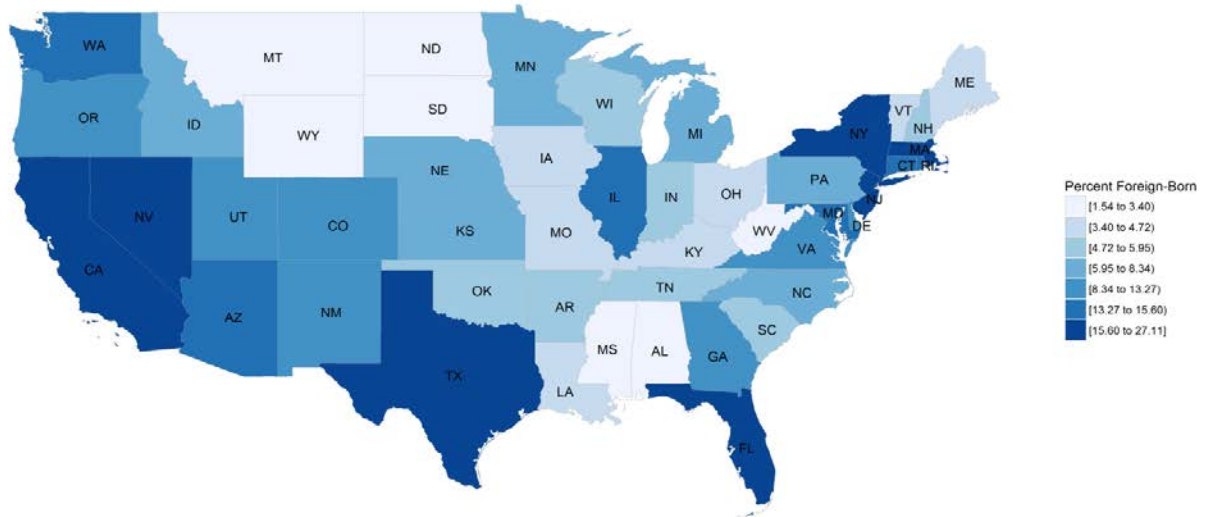 WA
MT
ND
MN
ME
OR
ID
SD
WI
VT
NH
WY
MI
NY
MA
CT RI
IA
NE
PA
NV
UT
CO
IL
IN
OH
NJ
MD
DE
KS
MO
WV
VA
KY
CA
OK
TN
NC
AZ
NM
AR
SC
MS
AL
GA
TX
LA
FL
Percent Foreign-Born
[1.54 to 3.40)
[3.40 to 4.72)
[4.72 to 5.95)
[5.95 to 8.34)
[8.34 to 13.27)
[13.27 to 15.60)
[15.60 to 27.11]